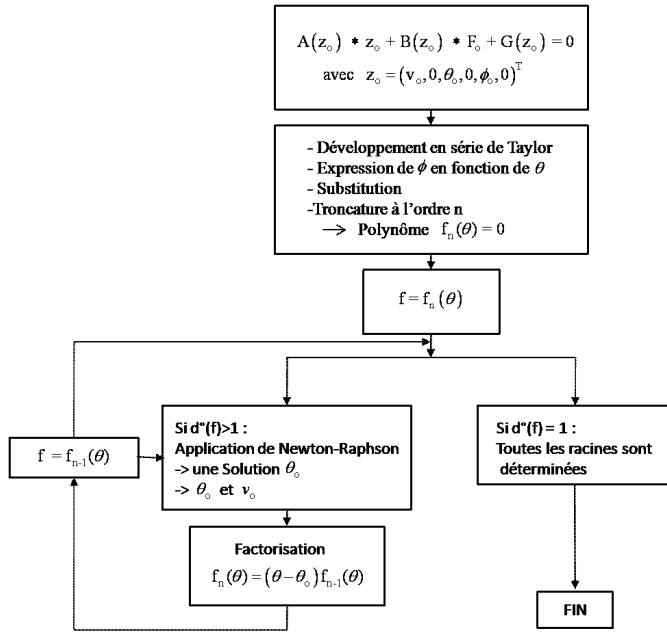 A(z₀) * z₀ + B(z₀) * F₀ + G(z₀) = 0
avec z₀ = (v₀, 0, θ₀, 0, ϕ₀, 0)ᵀ
- Développement en série de Taylor
- Expression de ϕ en fonction de θ
- Substitution
-Troncature à l'ordre n
→ Polynôme fₙ(θ) = 0
f = fₙ(θ)
Si d°(f)>1 :
Application de Newton-Raphson
-> une Solution θ₀
-> θ₀ et v₀
Si d°(f) = 1 :
Toutes les racines sont
déterminées
f = fₙ₋₁(θ)
Factorisation
fₙ(θ) = (θ − θ₀) fₙ₋₁(θ)
FIN